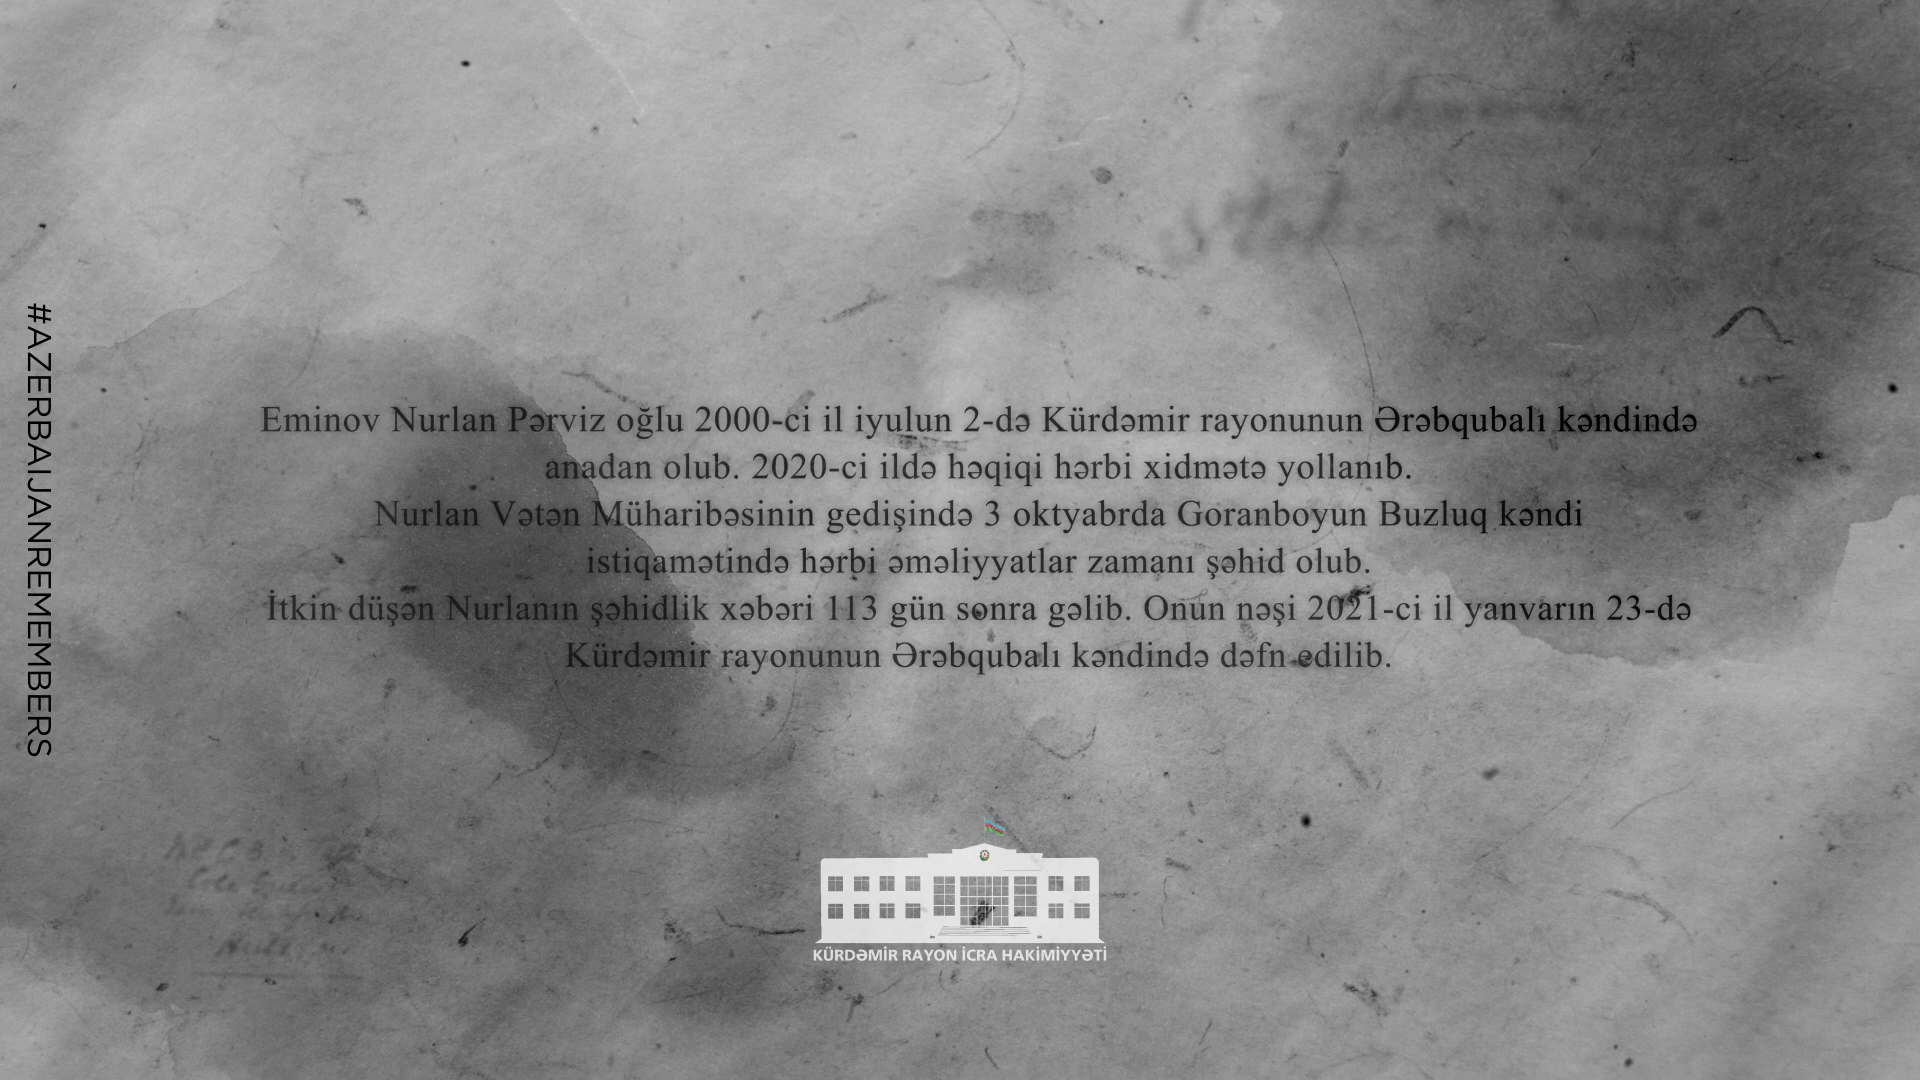 #AZERBAIJANREMEMBERS
Eminov Nurlan Pərviz oğlu 2000-ci il iyulun 2-də Kürdəmir rayonunun Ərəbqubalı kəndində
anadan olub. 2020-ci ildə həqiqi hərbi xidmətə yollanıb.
Nurlan Vətən Müharibəsinin gedişində 3 oktyabrda Goranboyun Buzluq kəndi
istiqamətində hərbi əməliyyatlar zamanı şəhid olub.
İtkin düşən Nurlanın şəhidlik xəbəri 113 gün sonra gəlib. Onun nəşi 2021-ci il yanvarın 23-də
Kürdəmir rayonunun Ərəbqubalı kəndində dəfn edilib.
KÜRDƏMİR RAYON İCRA HAKİMİYYƏTİ